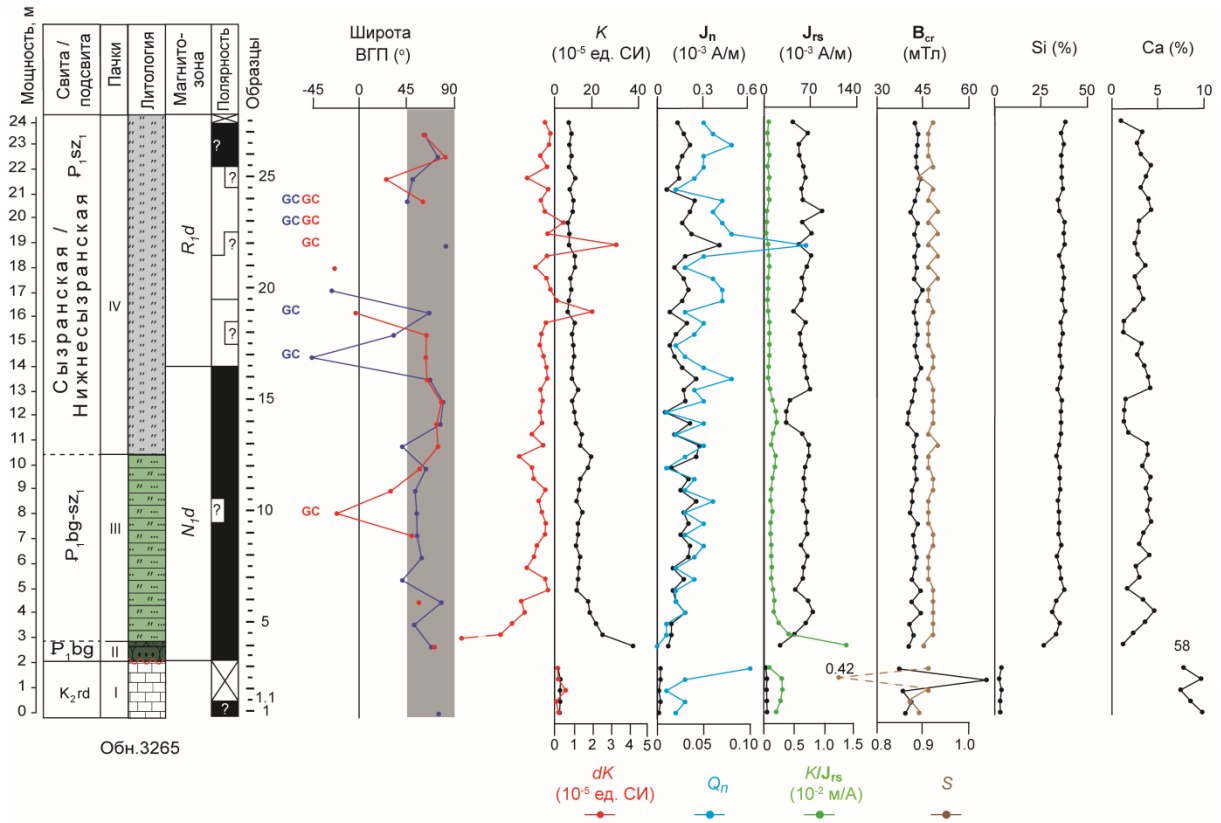 Мощность, м
Свита /
подсвита
Пачки
Литология
Магнито-
зона
Полярность
Образцы
Широта
ВГП (°)
-45 0 45 90
K
(10⁻⁵ ед. СИ)
0 20 40
Jn
(10⁻³ А/м)
0 0.3 0.6
Jrs
(10⁻³ А/м)
0 70 140
Bcr
(мТл)
30 60
Si (%)
0 50
Ca (%)
0 5 10
24
23
22
21
20
19
18
17
16
15
14
13
12
11
10
9
8
7
6
5
4
3
2
1
0
Сызранская /
Нижнесызранская
P₁sz₁
P₁bg-sz₁
P₁bg
K₂rd
IV
III
II
I
R₁d
N₁d
?
?
?
?
?
?
25
20
15
10
5
1,1
1
GC GC
GC GC
GC
GC
GC
GC
0.42
58
Обн.3265
0 1 2 3 4 5
dK
(10⁻⁵ ед. СИ)
0 0.05 0.10
Qn
0 0.5 1.0 1.5
K/Jrs
(10⁻² м/А)
0.8 0.9 1.0
S